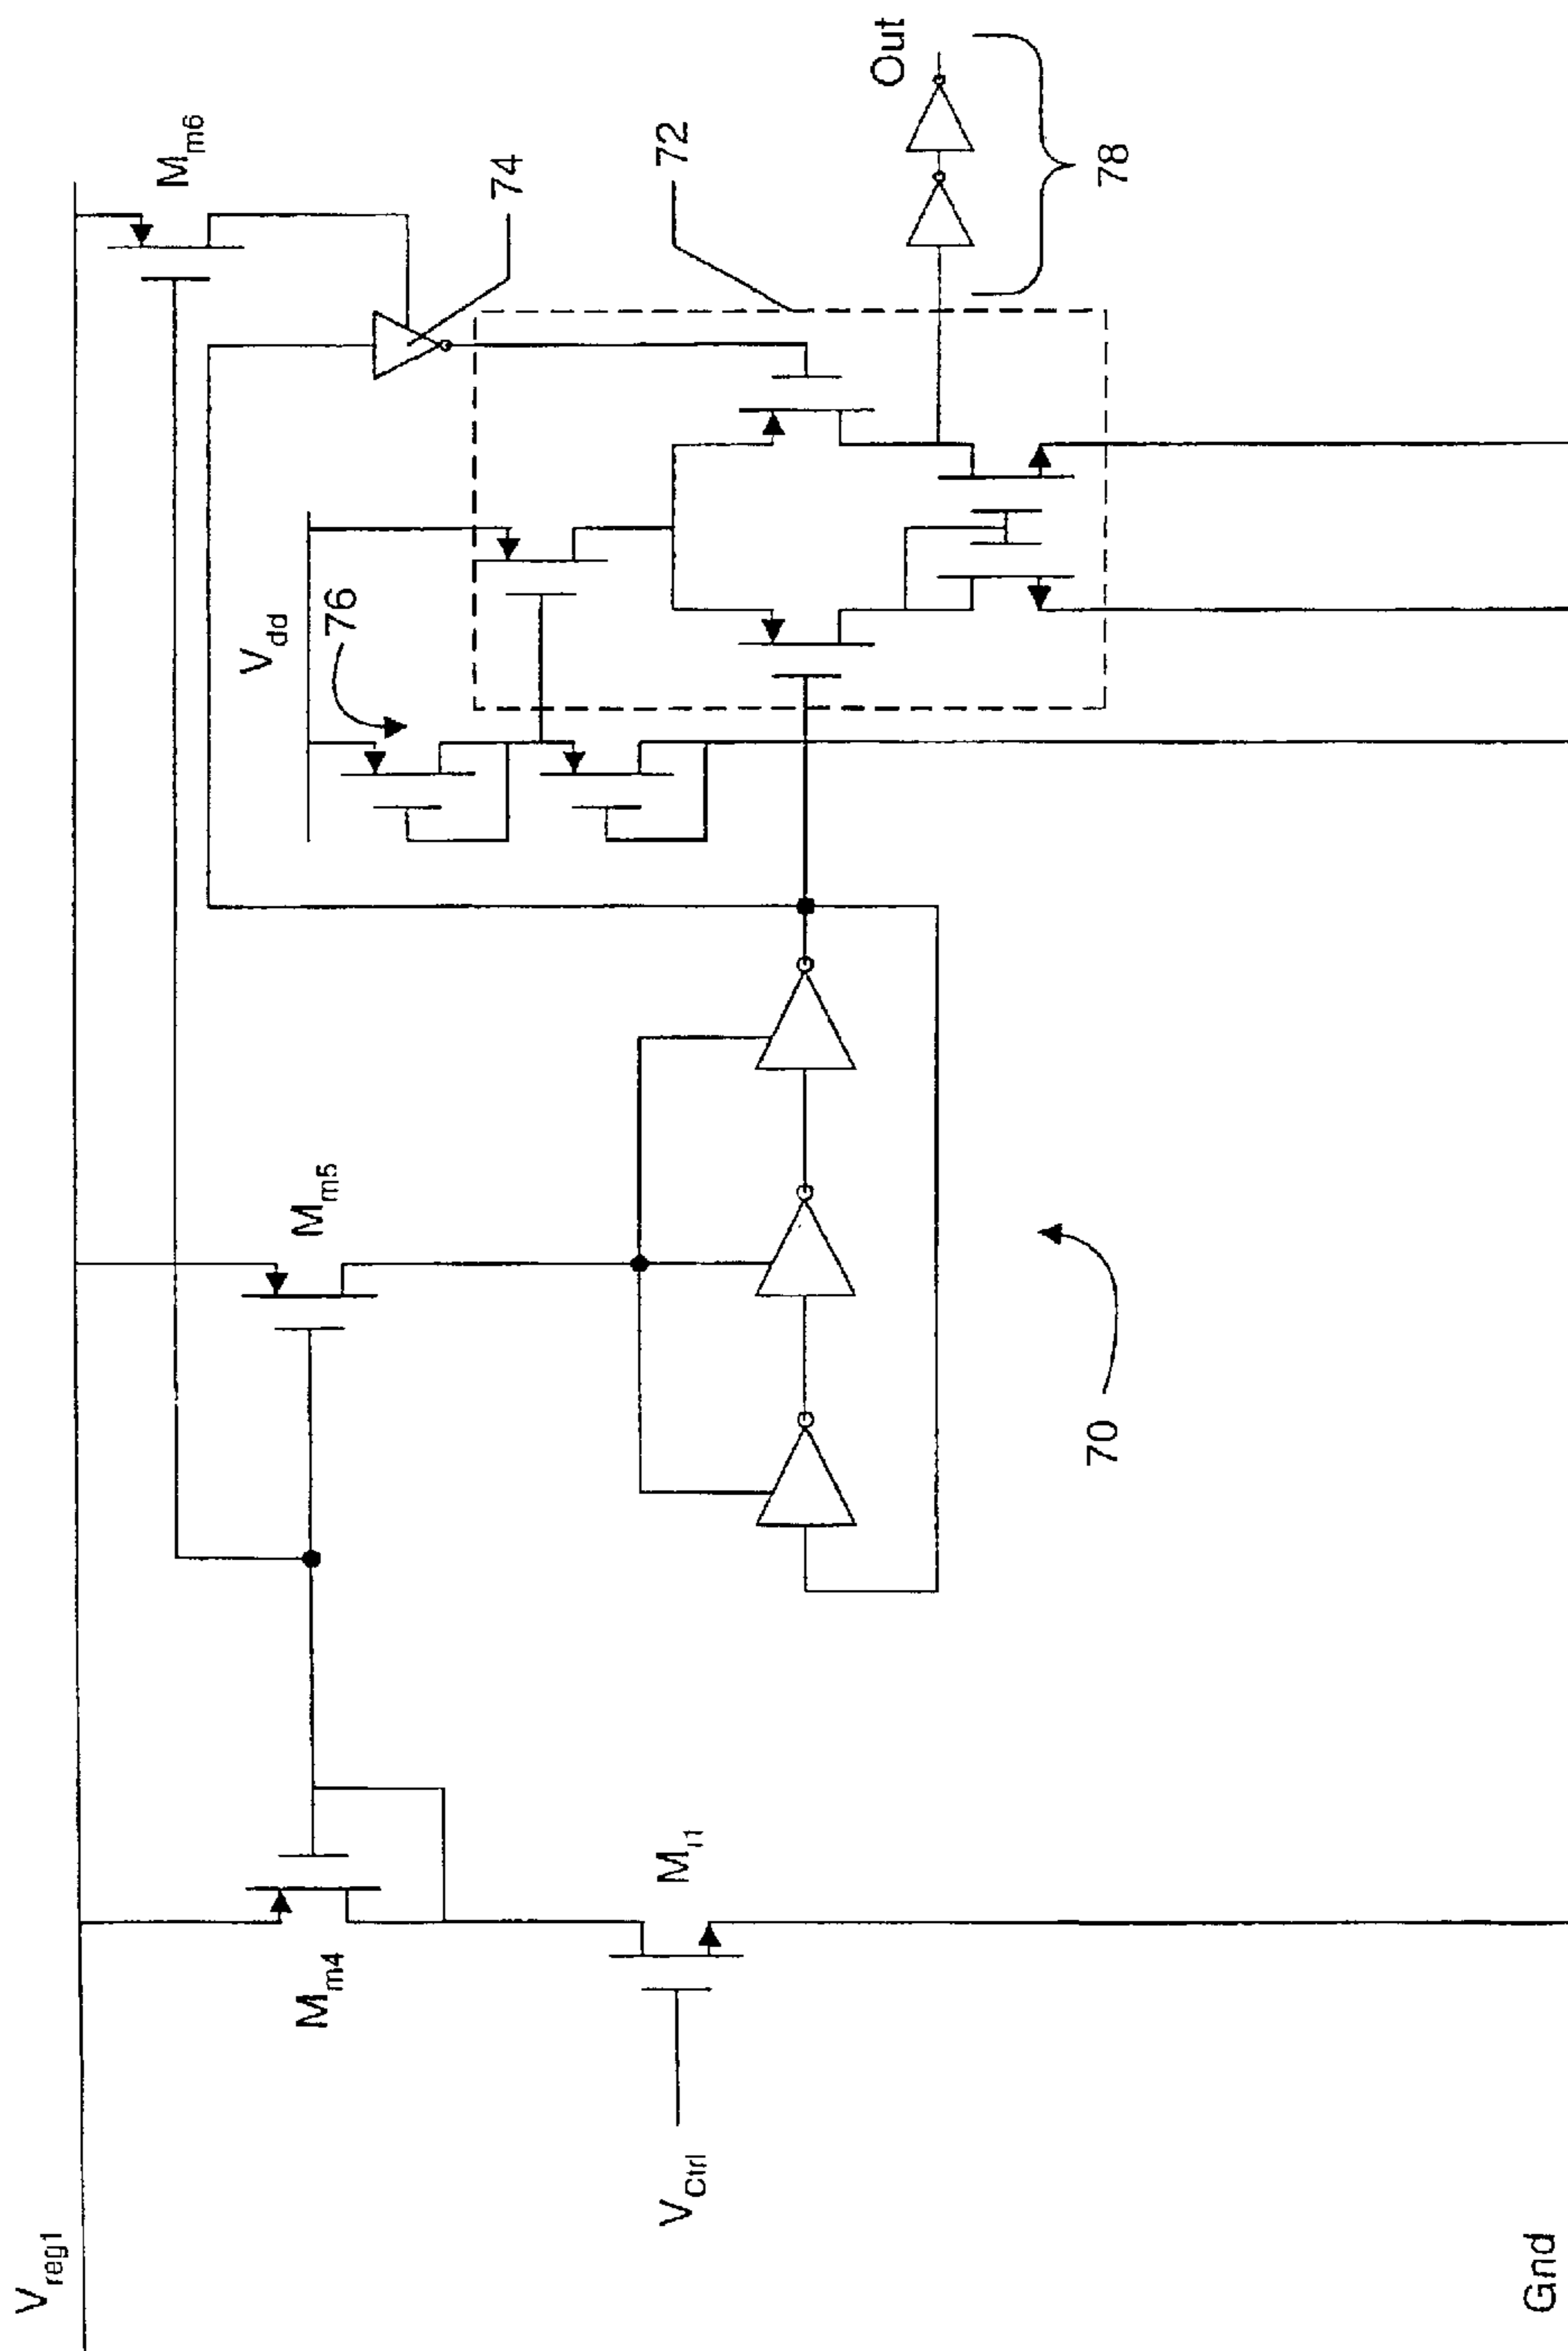 V_reg1
M_m4
M_m5
M_m6
V_Ctrl
M_i1
V_dd
76
74
72
70
78
Out
Gnd